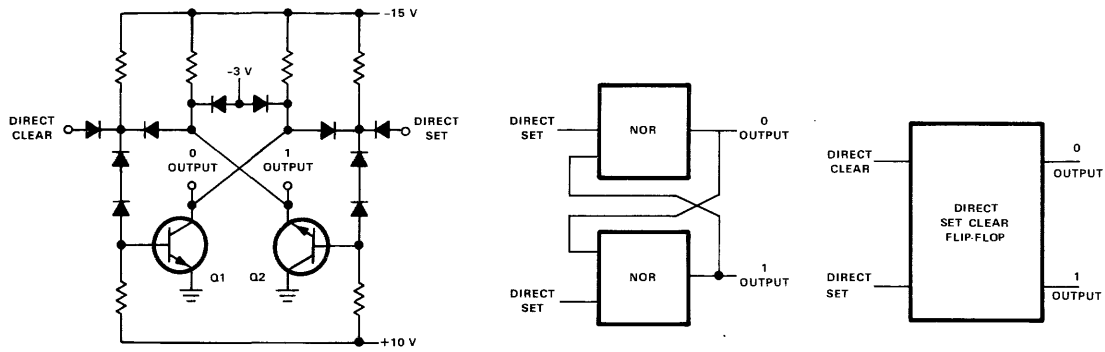 -15 V
-3 V
DIRECT
CLEAR
DIRECT
SET
0
OUTPUT
1
OUTPUT
Q1
Q2
+10 V
DIRECT
SET
NOR
0
OUTPUT
NOR
DIRECT
SET
1
OUTPUT
DIRECT
CLEAR
DIRECT
SET
DIRECT
SET CLEAR
FLIP-FLOP
0
OUTPUT
1
OUTPUT